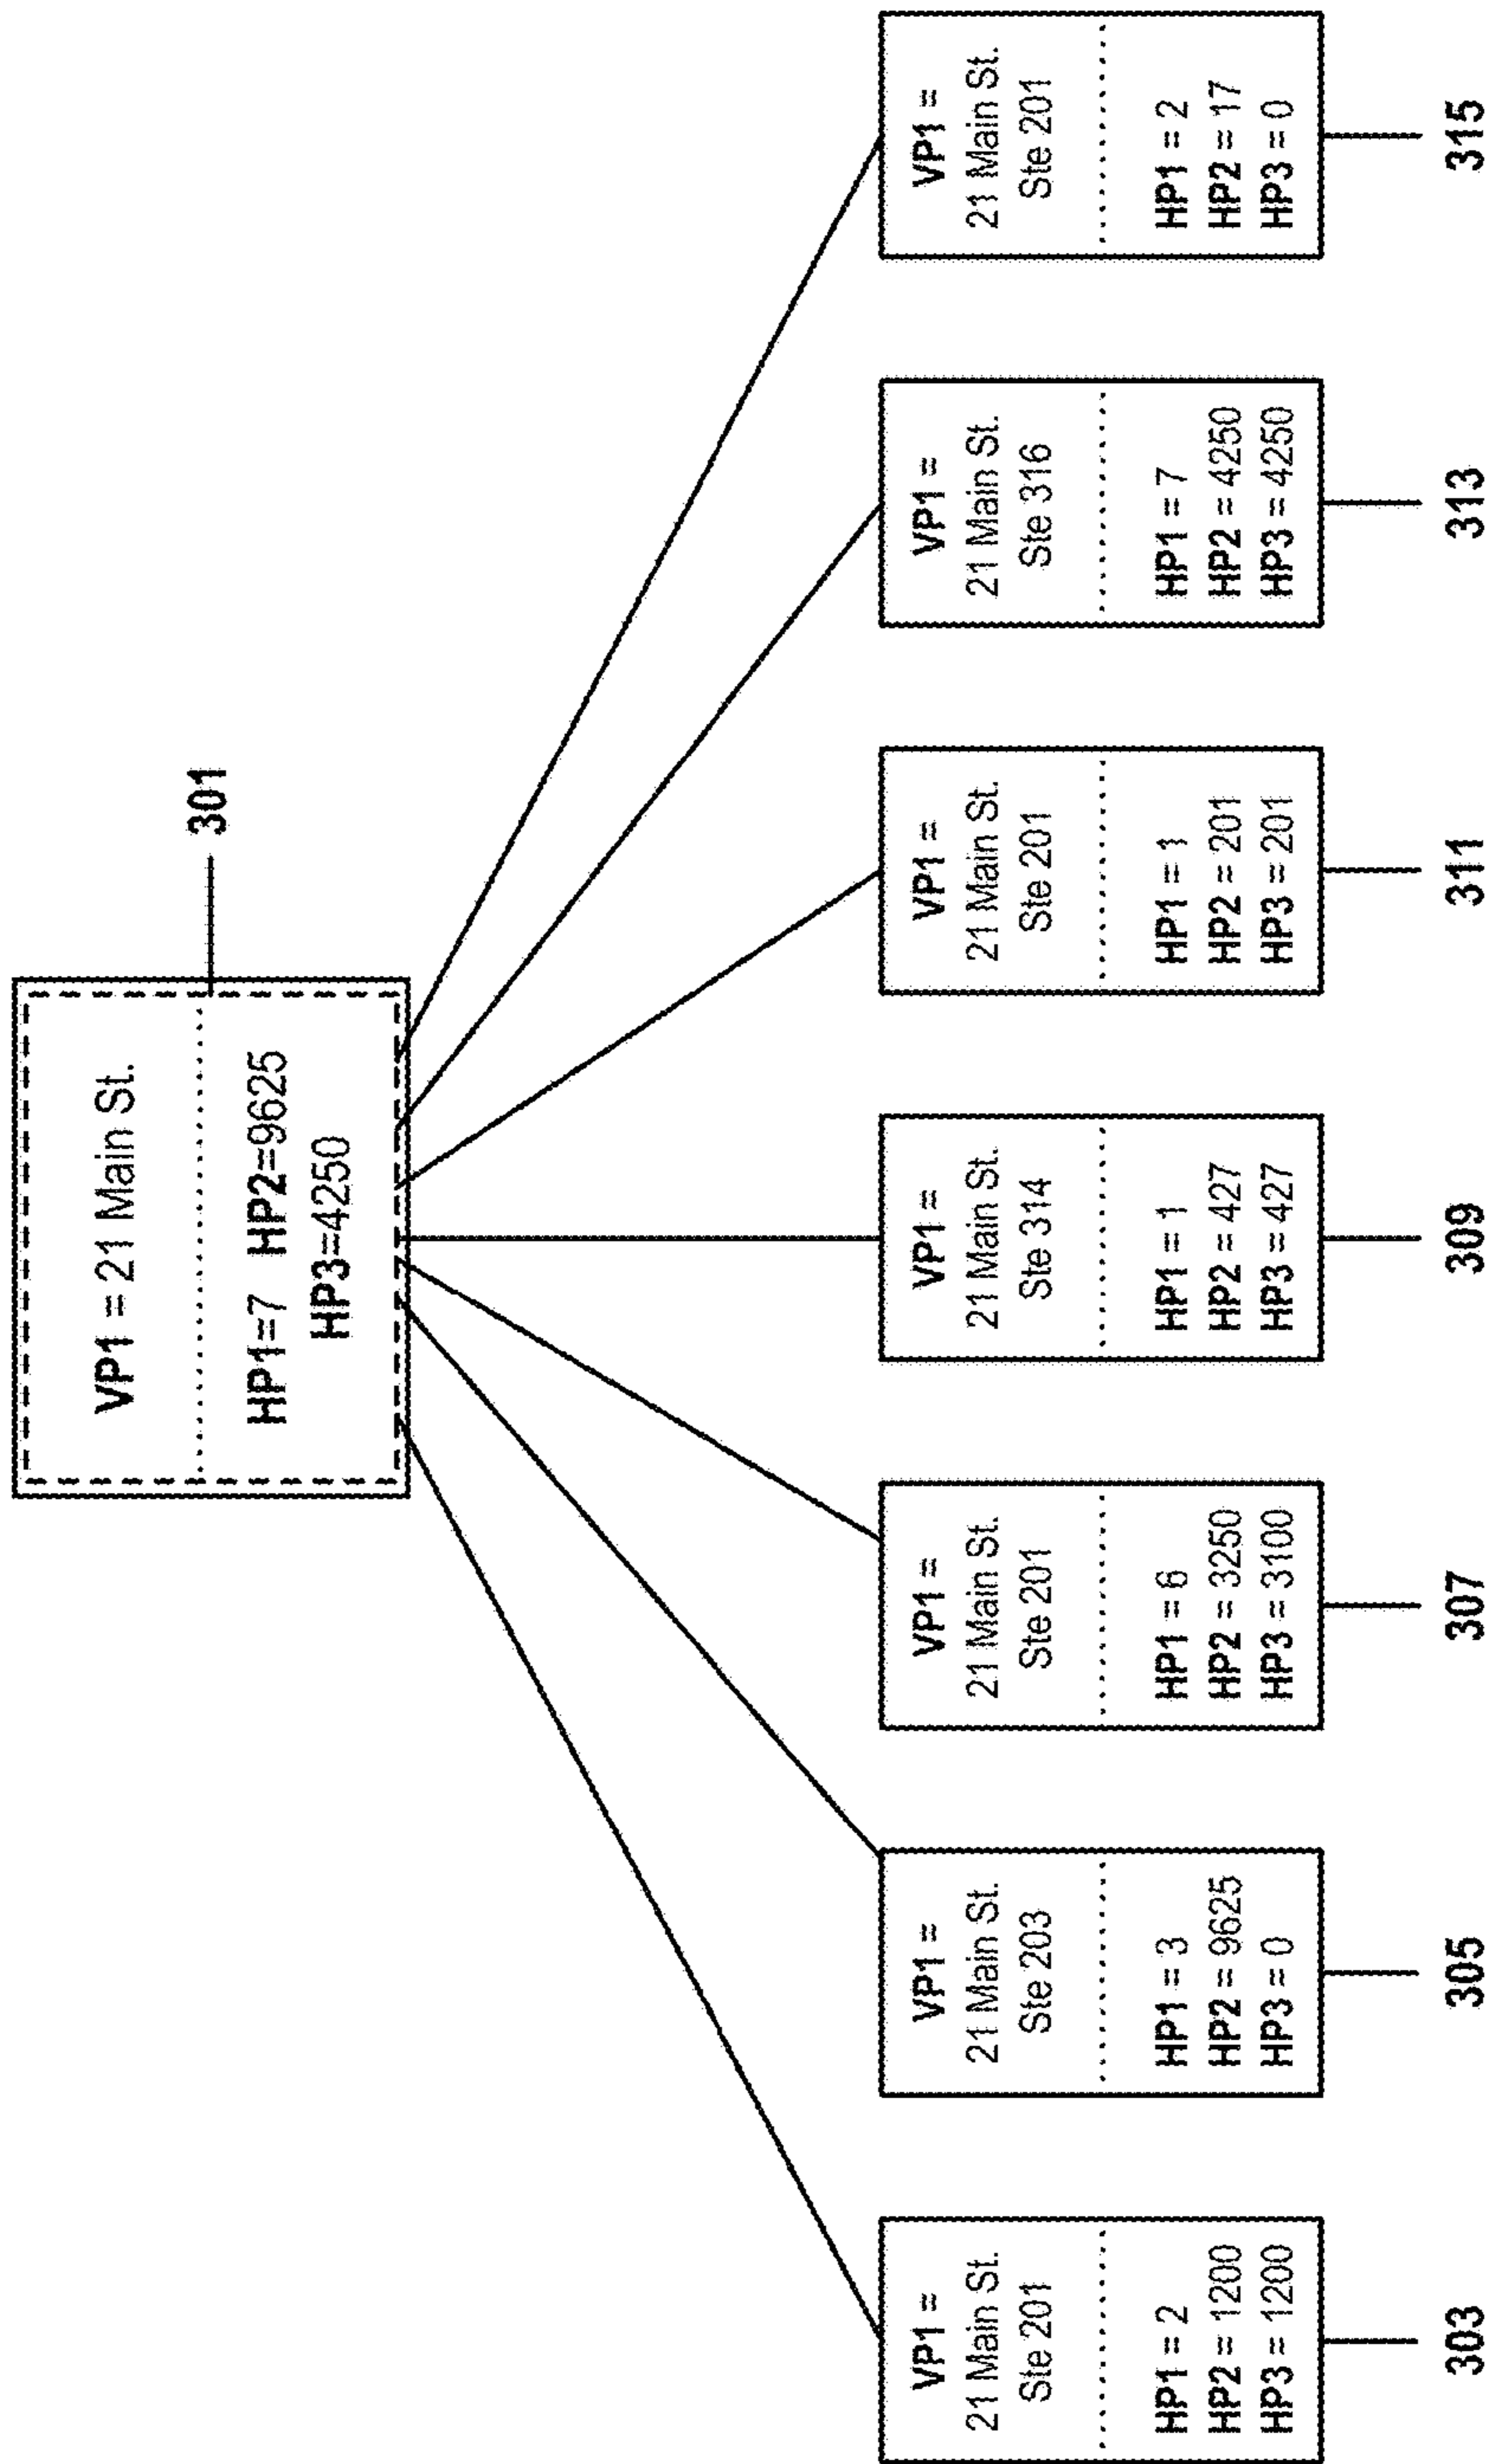 VP1 = 21 Main St.
HP1=7 HP2=9625
HP3=4250
301
VP1 =
21 Main St.
Ste 201
HP1 = 2
HP2 = 1200
HP3 = 1200
303
VP1 =
21 Main St.
Ste 203
HP1 = 3
HP2 = 9625
HP3 = 0
305
VP1 =
21 Main St.
Ste 201
HP1 = 6
HP2 = 3250
HP3 = 3100
307
VP1 =
21 Main St.
Ste 314
HP1 = 1
HP2 = 427
HP3 = 427
309
VP1 =
21 Main St.
Ste 201
HP1 = 1
HP2 = 201
HP3 = 201
311
VP1 =
21 Main St.
Ste 316
HP1 = 7
HP2 = 4250
HP3 = 4250
313
VP1 =
21 Main St.
Ste 201
HP1 = 2
HP2 = 17
HP3 = 0
315